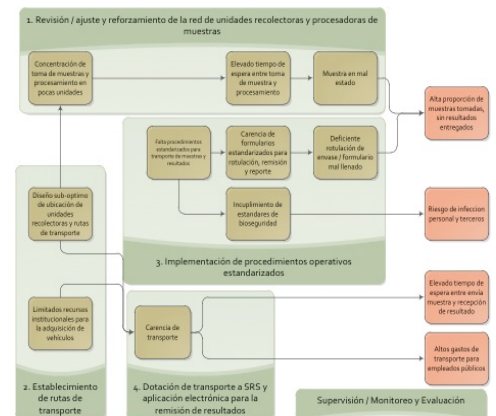 1. Revisión / ajuste y reforzamiento de la red de unidades recolectoras y procesadoras de
muestras
Concentración de
toma de muestras y
procesamiento en
pocas unidades
Elevado tiempo de
espera entre toma
de muestra y
procesamiento
Muestra en mal
estado
Alta proporción de
muestras tomadas,
sin resultados
entregados
Falta procedimientos
estandarizados para
transporte de muestras y
resultados
Carencia de
formularios
estandarizados para
rotulación, remisión
y reporte
Deficiente
rotulación de
envase / formulario
mal llenado
Diseño sub-optimo
de ubicación de
unidades
recolectoras y rutas
de transporte
Incuplimiento de
estandares de
bioseguridad
Riesgo de infeccion
personal y terceros
3. Implementación de procedimientos operativos
estandarizados
Limitados recursos
institucionales para
la adquisición de
vehículos
Carencia de
transporte
Elevado tiempo de
espera entre envía
muestra y recepción
de resultado
Altos gastos de
transporte para
empleados públicos
2. Establecimiento
de rutas de
transporte
4. Dotación de transporte a SRS y
aplicación electrónica para la
remisión de resultados
Supervisión / Monitoreo y Evaluación